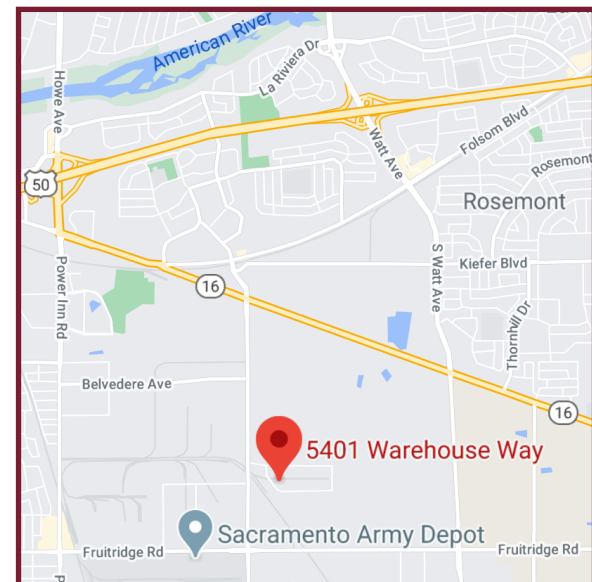 American River
La Riviera Dr
Howe Ave
Watt Ave
Folsom Blvd
Rosemont
50
Rosemont
S Watt Ave
Kiefer Blvd
Power Inn Rd
16
Thornhill Dr
Belvedere Ave
16
5401 Warehouse Way
Sacramento Army Depot
Fruitridge Rd
Fruitridge Rd